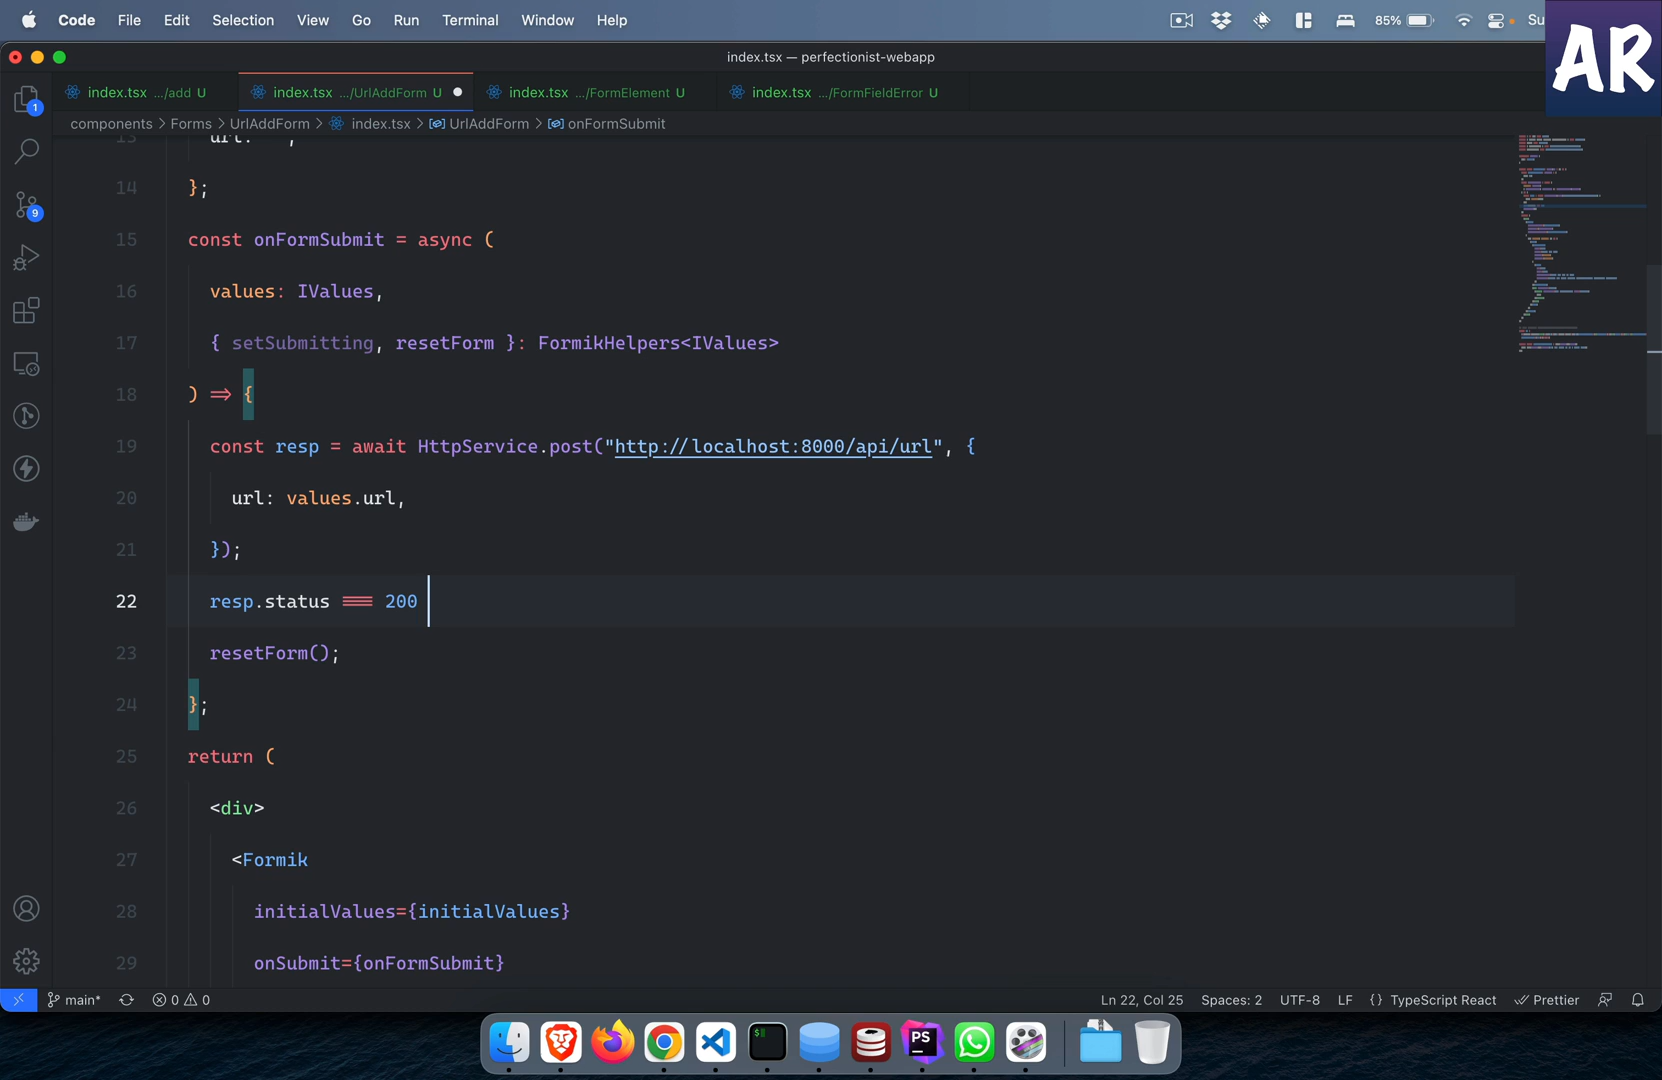 Code File Edit Selection View Go Run Terminal Window Help 85% Su
AR
index.tsx — perfectionist-webapp
index.tsx .../add U index.tsx .../UrlAddForm U index.tsx .../FormElement U index.tsx .../FormFieldError U
components > Forms > UrlAddForm > index.tsx > UrlAddForm > onFormSubmit
14 };
15 const onFormSubmit = async (
16 values: IValues,
17 { setSubmitting, resetForm }: FormikHelpers<IValues>
18 ) => {
19 const resp = await HttpService.post("http://localhost:8000/api/url", {
20 url: values.url,
21 });
22 resp.status === 200
23 resetForm();
24 };
25 return (
26 <div>
27 <Formik
28 initialValues={initialValues}
29 onSubmit={onFormSubmit}
1
9
main* 0 0 Ln 22, Col 25 Spaces: 2 UTF-8 LF {} TypeScript React Prettier
$
PS